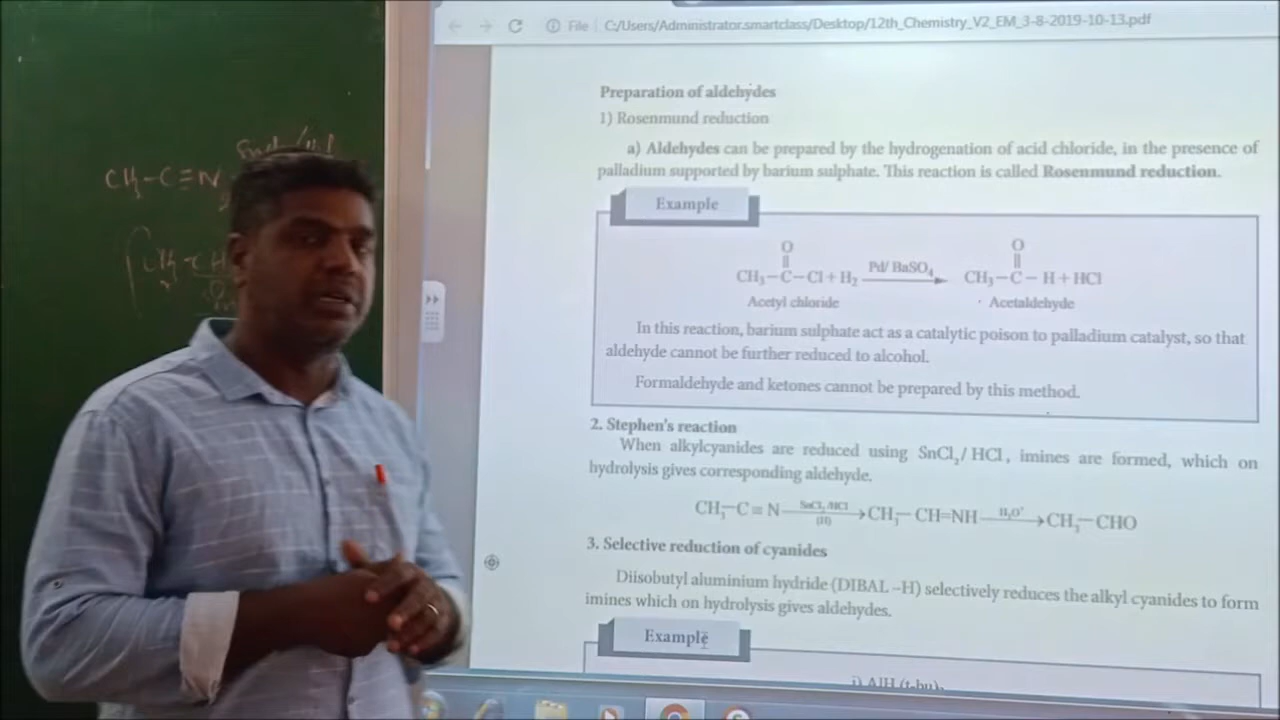 File C:/Users/Administrator.smartclass/Desktop/12th_Chemistry_V2_EM_3-8-2019-10-13.pdf
Preparation of aldehydes
1) Rosenmund reduction
a) Aldehydes can be prepared by the hydrogenation of acid chloride, in the presence of
palladium supported by barium sulphate. This reaction is called Rosenmund reduction.
Example
O O
CH₃−C−Cl+H₂ Pd/ BaSO₄ CH₃−C−H+HCl
Acetyl chloride Acetaldehyde
In this reaction, barium sulphate act as a catalytic poison to palladium catalyst, so that
aldehyde cannot be further reduced to alcohol.
Formaldehyde and ketones cannot be prepared by this method.
2. Stephen's reaction
When alkylcyanides are reduced using SnCl₂/ HCl, imines are formed, which on
hydrolysis gives corresponding aldehyde.
CH₃−C≡N SnCl₂/HCl (H) → CH₃−CH=NH H₃O⁺ → CH₃−CHO
3. Selective reduction of cyanides
Diisobutyl aluminium hydride (DIBAL –H) selectively reduces the alkyl cyanides to form
imines which on hydrolysis gives aldehydes.
Example
CH₃−C≡N